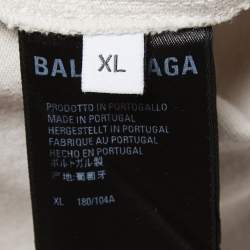 BAL AGA
XL
PRODOTTO IN PORTOGALLO
MADE IN PORTUGAL
HERGESTELLT IN PORTUGAL
FABRIQUE AU PORTUGAL
HECHO EN PORTUGAL
ポルトガル製
产地:葡萄牙
XL 180/104A